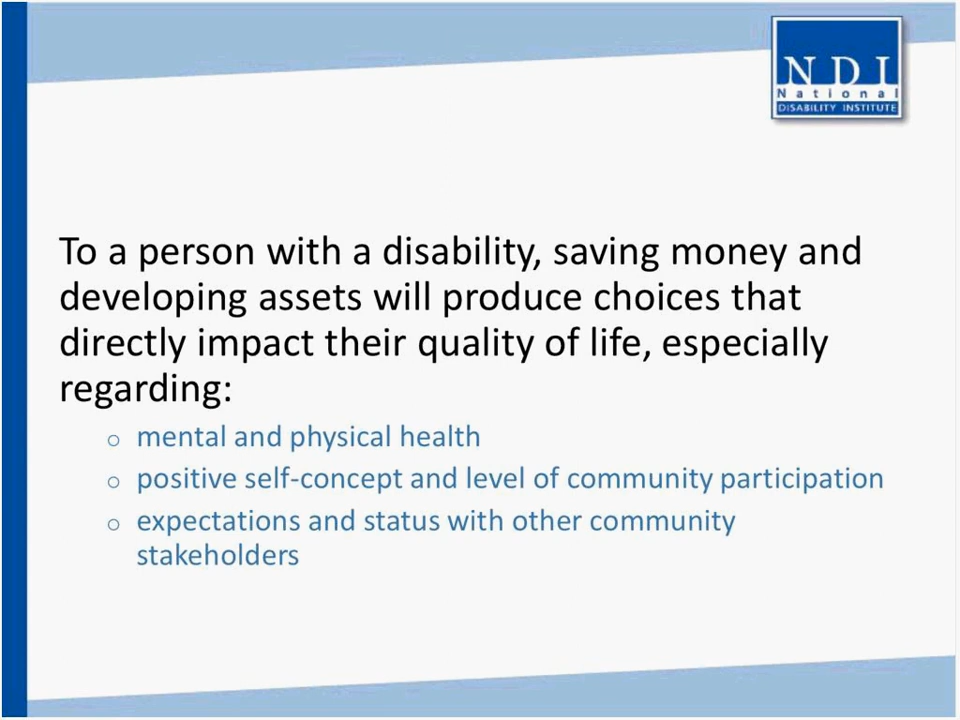 NDI
National
DISABILITY INSTITUTE
To a person with a disability, saving money and
developing assets will produce choices that
directly impact their quality of life, especially
regarding:
o mental and physical health
o positive self-concept and level of community participation
o expectations and status with other community
stakeholders